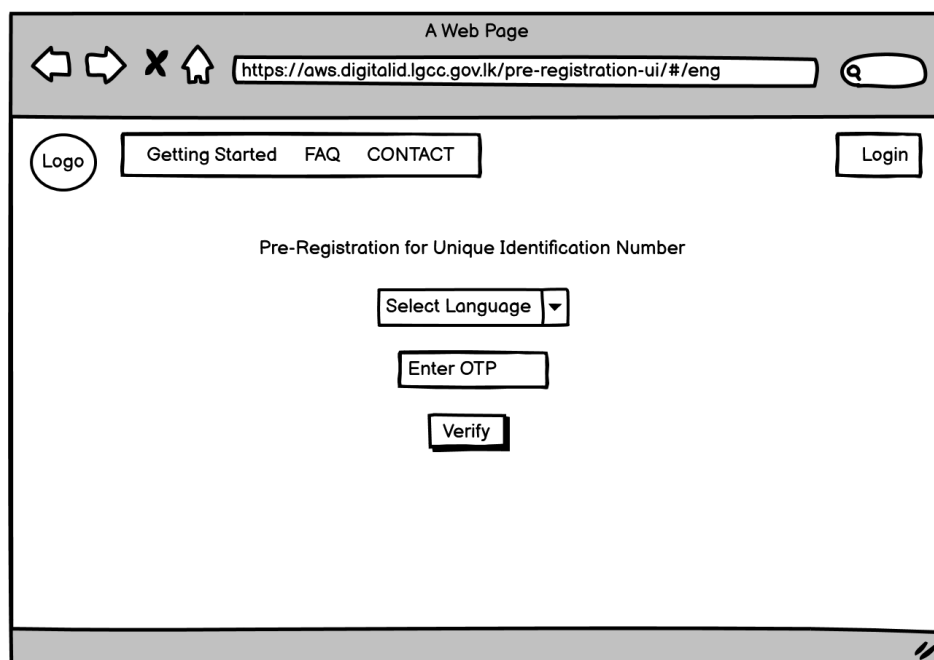 A Web Page
https://aws.digitalid.lgcc.gov.lk/pre-registration-ui/#/eng
Logo
Getting Started FAQ CONTACT
Login
Pre-Registration for Unique Identification Number
Select Language
Enter OTP
Verify